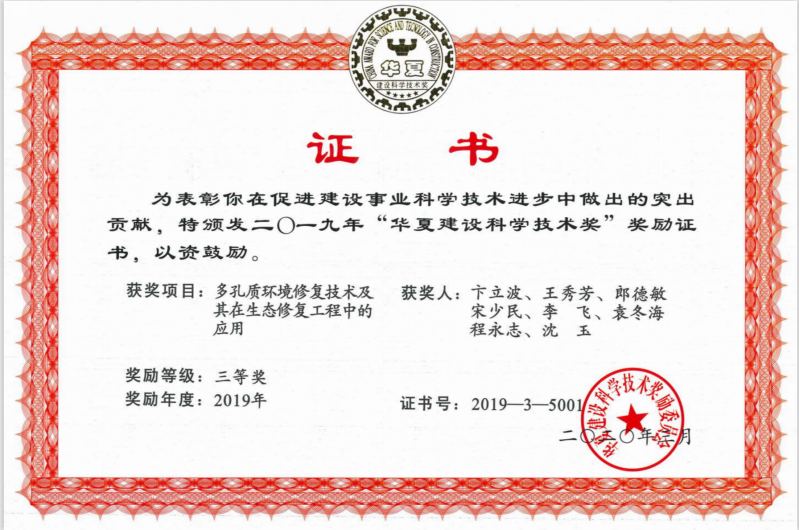 CHINA AWARD FOR SCIENCE AND TECNOLOGY IN CONSTRUCTION
华夏
建设科学技术奖
证 书
为表彰你在促进建设事业科学技术进步中做出的突出
贡献，特颁发二〇一九年“华夏建设科学技术奖”奖励证
书，以资鼓励。
获奖项目：多孔质环境修复技术及
其在生态修复工程中的
应用
获奖人：卞立波、王秀芳、郎德敏
宋少民、李 飞、袁冬海
程永志、沈 玉
奖励等级：三等奖
奖励年度：2019年
证书号：2019—3—5001
华夏建设科学技术奖励委员会
二〇二〇年三月